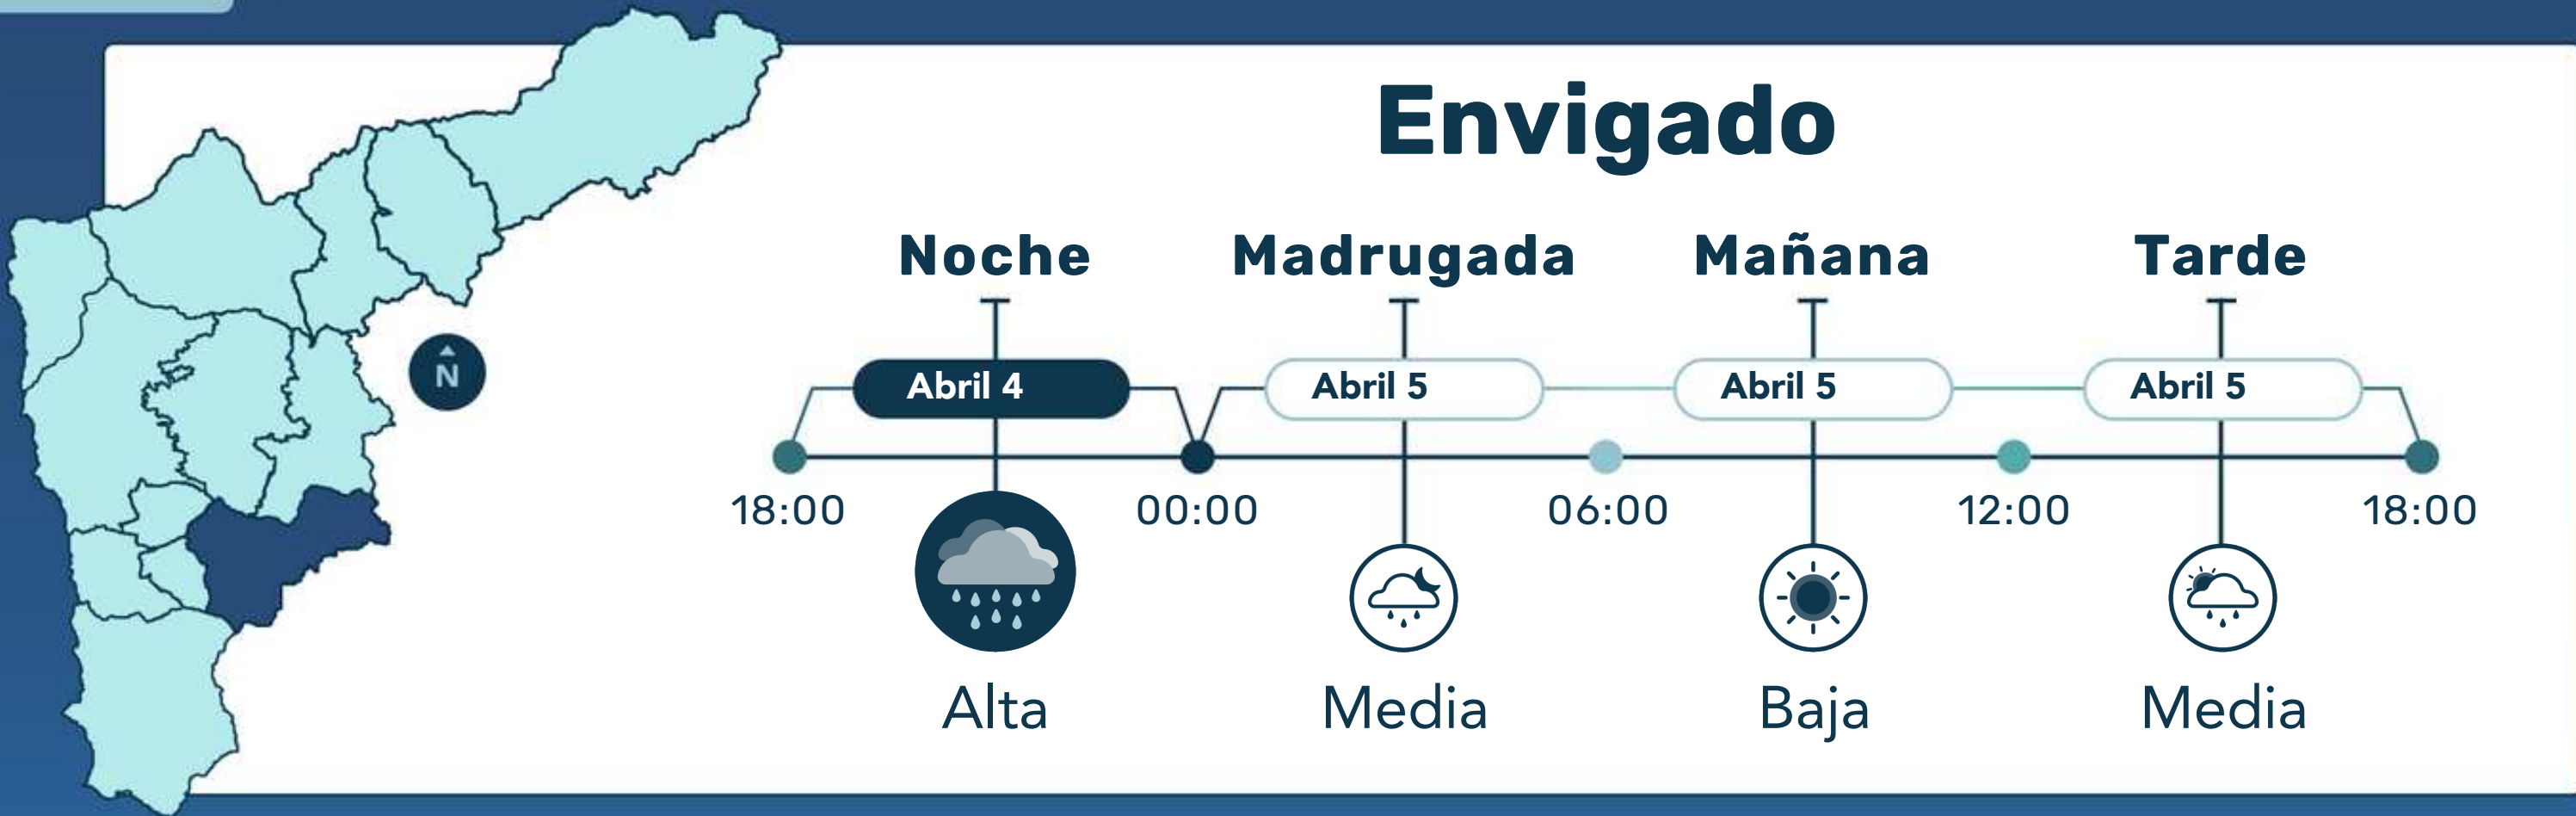 Envigado
Noche Madrugada Mañana Tarde
N
Abril 4 Abril 5 Abril 5 Abril 5
18:00 00:00 06:00 12:00 18:00
Alta Media Baja Media